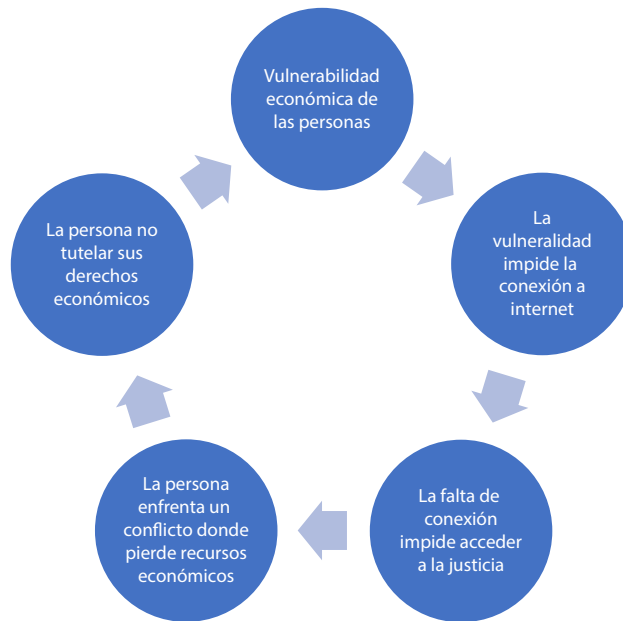 Vulnerabilidad
económica de
las personas
La
vulneralidad
impide la
conexión a
internet
La falta de
conexión
impide acceder
a la justicia
La persona
enfrenta un
conflicto donde
pierde recursos
económicos
La persona no
tutelar sus
derechos
económicos